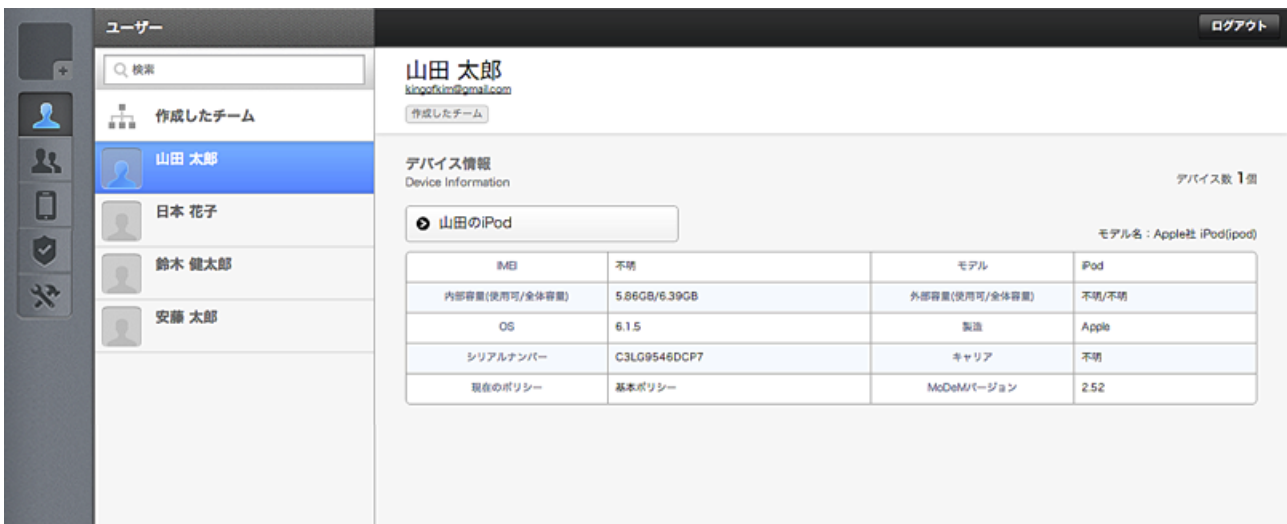 ユーザー
ログアウト
検索
作成したチーム
山田 太郎
日本 花子
鈴木 健太郎
安藤 太郎
山田 太郎
kingofkim@gmail.com
作成したチーム
デバイス情報
Device Information
デバイス数 1個
山田のiPod
モデル名：Apple社 iPod(ipod)
IMEI 不明 モデル iPod
内部容量(使用可/全体容量) 5.86GB/6.39GB 外部容量(使用可/全体容量) 不明/不明
OS 6.1.5 製造 Apple
シリアルナンバー C3LG9546DCP7 キャリア 不明
現在のポリシー 基本ポリシー MoDeMバージョン 2.52